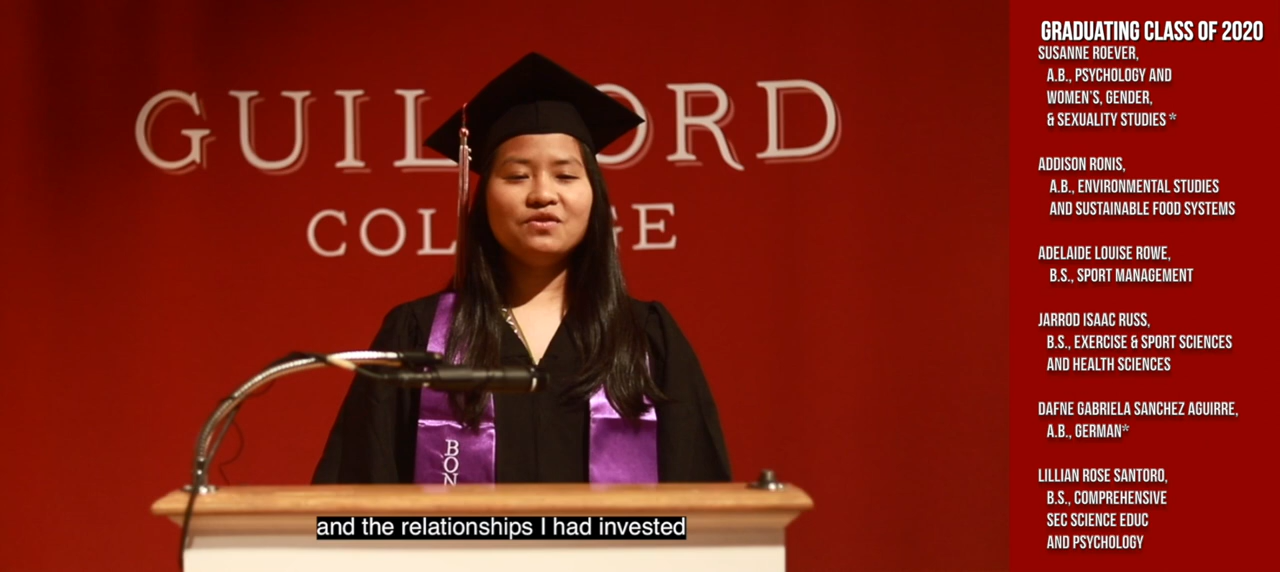 GUILFORD
COLLEGE
BON
and the relationships I had invested
GRADUATING CLASS OF 2020
SUSANNE ROEVER,
A.B., PSYCHOLOGY AND
WOMEN'S, GENDER,
& SEXUALITY STUDIES *
ADDISON RONIS,
A.B., ENVIRONMENTAL STUDIES
AND SUSTAINABLE FOOD SYSTEMS
ADELAIDE LOUISE ROWE,
B.S., SPORT MANAGEMENT
JARROD ISAAC RUSS,
B.S., EXERCISE & SPORT SCIENCES
AND HEALTH SCIENCES
DAFNE GABRIELA SANCHEZ AGUIRRE,
A.B., GERMAN*
LILLIAN ROSE SANTORO,
B.S., COMPREHENSIVE
SEC SCIENCE EDUC
AND PSYCHOLOGY